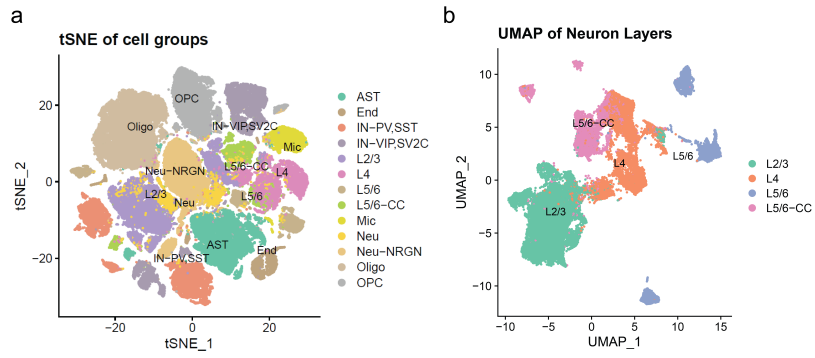 a
tSNE of cell groups
tSNE_2
20
0
−20
−20
0
20
tSNE_1
OPC
Oligo
IN−VIP,SV2C
Mic
L5/6−CC
L4
Neu−NRGN
L2/3
Neu
L5/6
AST
End
IN−PV,SST
AST
End
IN−PV,SST
IN−VIP,SV2C
L2/3
L4
L5/6
L5/6−CC
Mic
Neu
Neu−NRGN
Oligo
OPC
b
UMAP of Neuron Layers
UMAP_2
10
5
0
−5
−10
−10
−5
0
5
10
15
UMAP_1
L5/6−CC
L4
L5/6
L2/3
L2/3
L4
L5/6
L5/6−CC